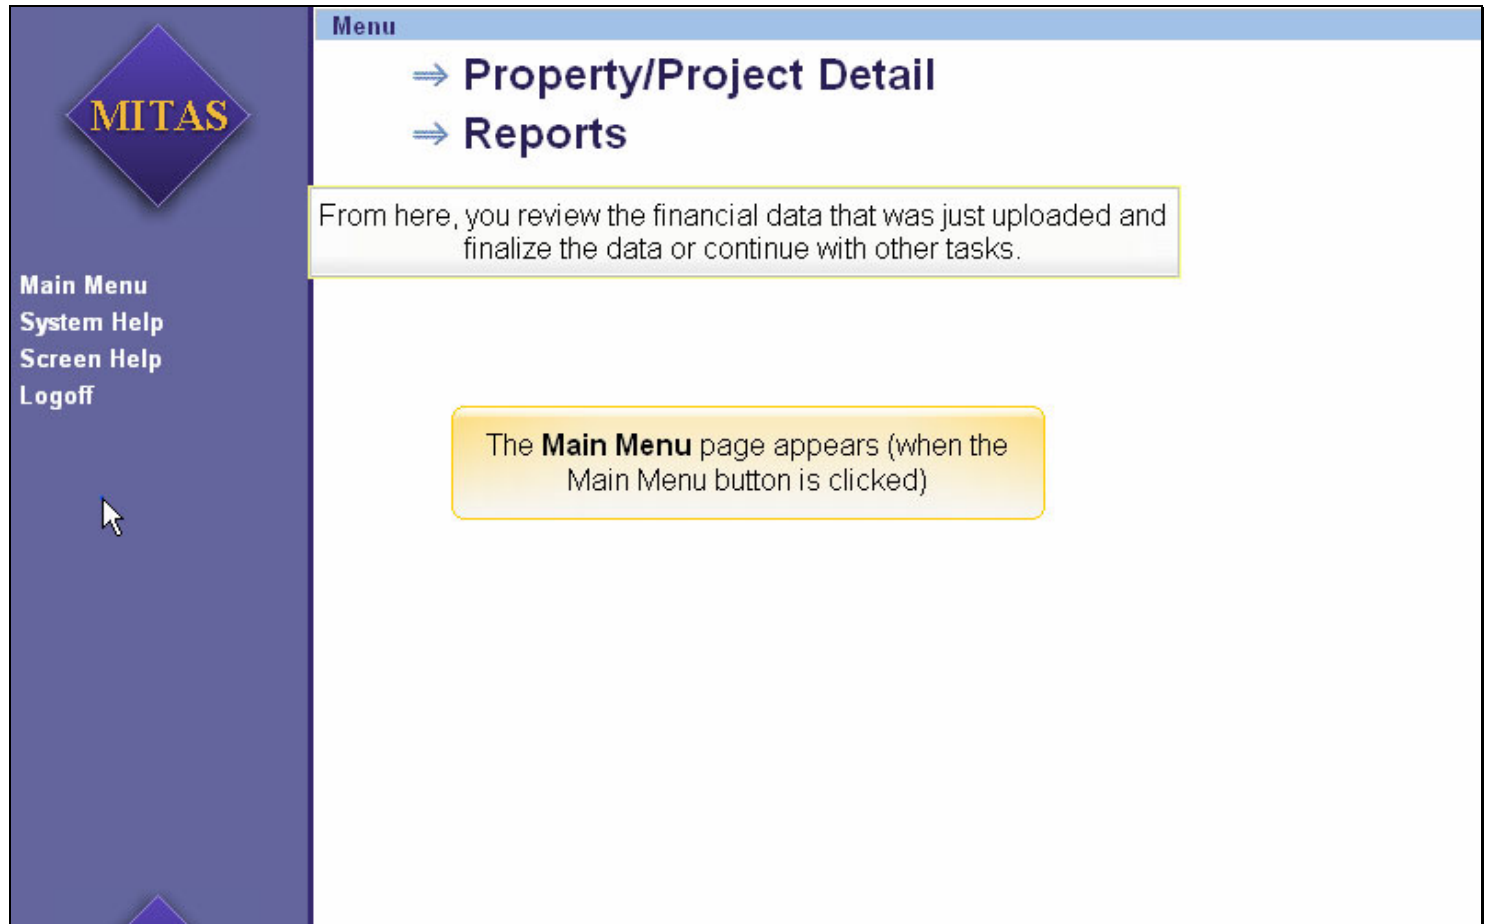 MITAS
Main Menu
System Help
Screen Help
Logoff
Menu
⇒ Property/Project Detail
⇒ Reports
From here, you review the financial data that was just uploaded and
finalize the data or continue with other tasks.
The Main Menu page appears (when the
Main Menu button is clicked)